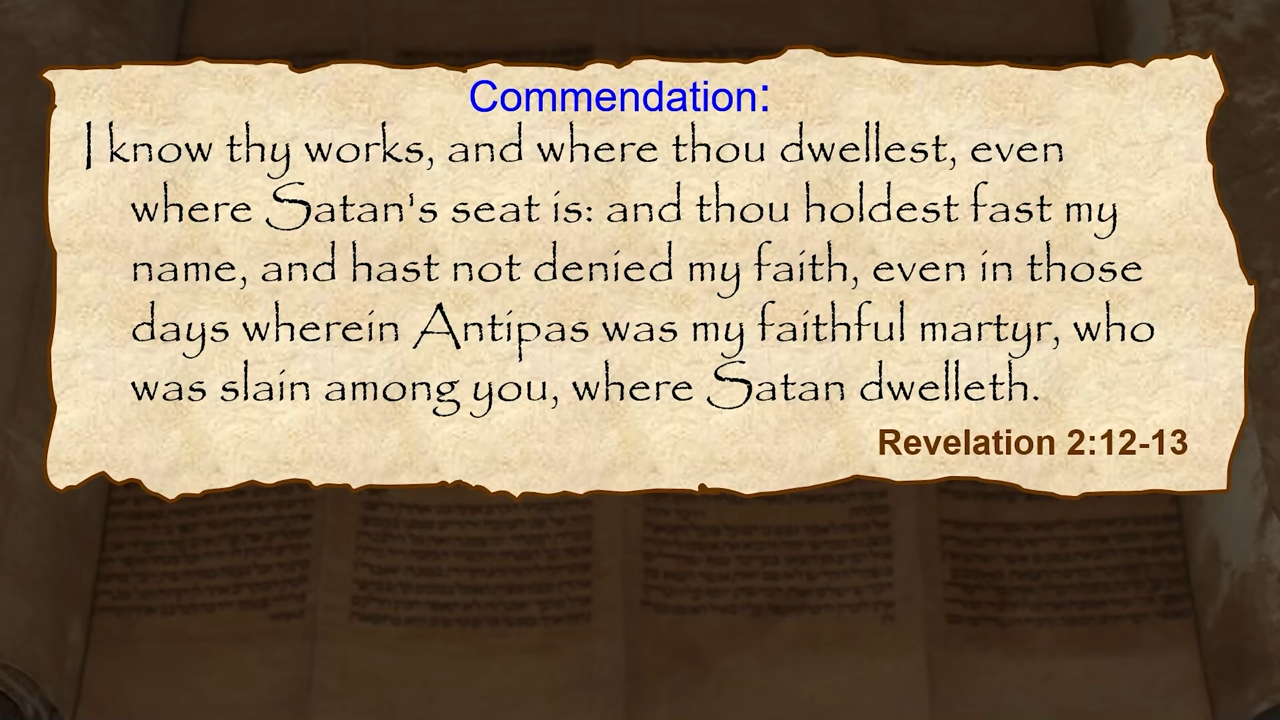 Commendation:
I know thy works, and where thou dwellest, even
where Satan's seat is: and thou holdest fast my
name, and hast not denied my faith, even in those
days wherein Antipas was my faithful martyr, who
was slain among you, where Satan dwelleth.
Revelation 2:12-13